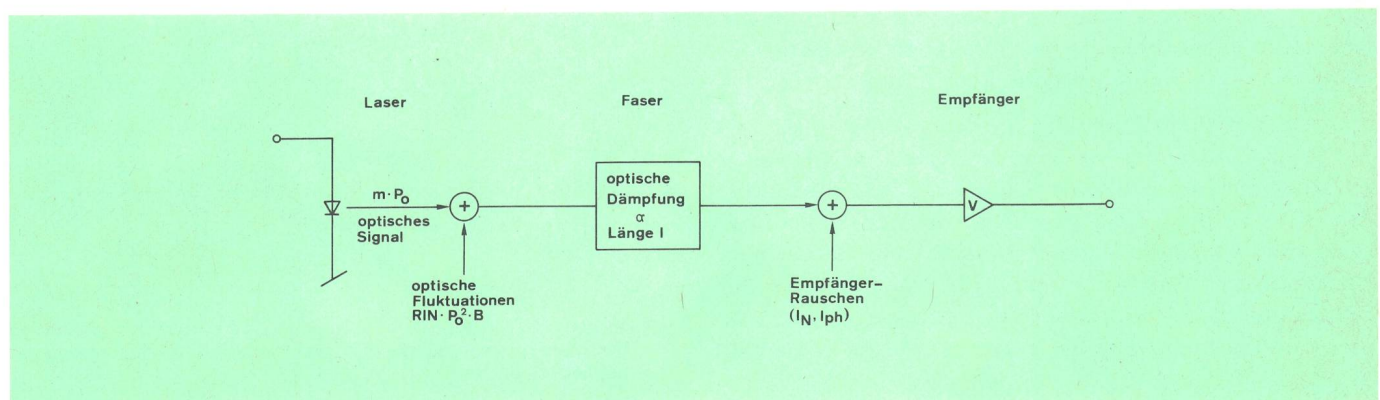 Laser
Faser
Empfänger
m·P₀
optisches
Signal
+
optische
Fluktuationen
RIN·P₀²·B
optische
Dämpfung
α
Länge l
+
Empfänger–
Rauschen
(I_N, Iph)
V